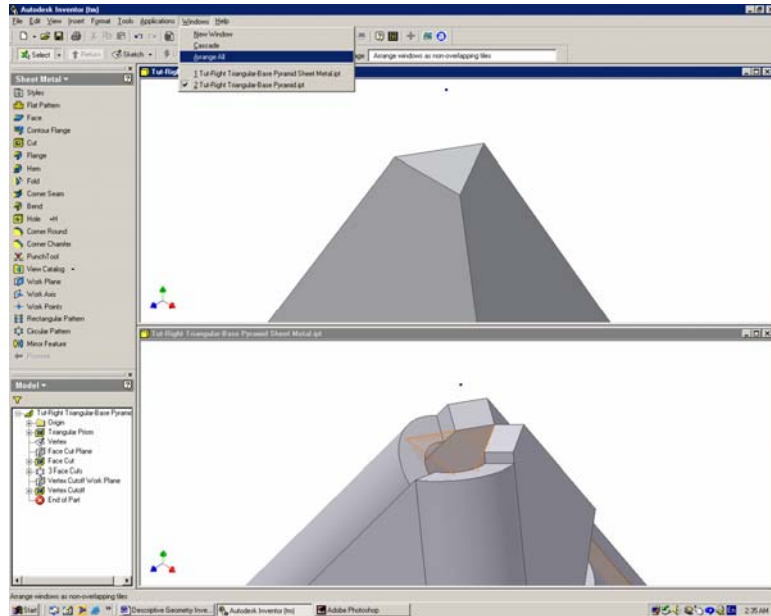 Autodesk Inventor [tm]
File Edit View Insert Format Tools Applications Windows Help
New Window
Cascade
Arrange All
1 Tut-Right Triangular-Base Pyramid Sheet Metal.ipt
2 Tut-Right Triangular-Base Pyramid.ipt
Select Return Sketch
Arrange windows as non-overlapping tiles
Sheet Metal
Styles
Flat Pattern
Face
Contour Flange
Cut
Flange
Hem
Fold
Corner Seam
Bend
Hole +H
Corner Round
Corner Chamfer
PunchTool
View Catalog
Work Plane
Work Axis
Work Points
Rectangular Pattern
Circular Pattern
Mirror Feature
Promote
Tut-Righ
Tut-Right Triangular-Base Pyramid Sheet Metal.ipt
Model
Tut-Right Triangular-Base Pyramid
Origin
Triangular Prism
Vertex
Face Cut Plane
Face Cut
3 Face Cuts
Vertex Cutoff Work Plane
Vertex Cutoff
End of Part
Arrange windows as non-overlapping tiles
Start
Descriptive Geometry Inve...
Autodesk Inventor [tm]
Adobe Photoshop
2:35 AM